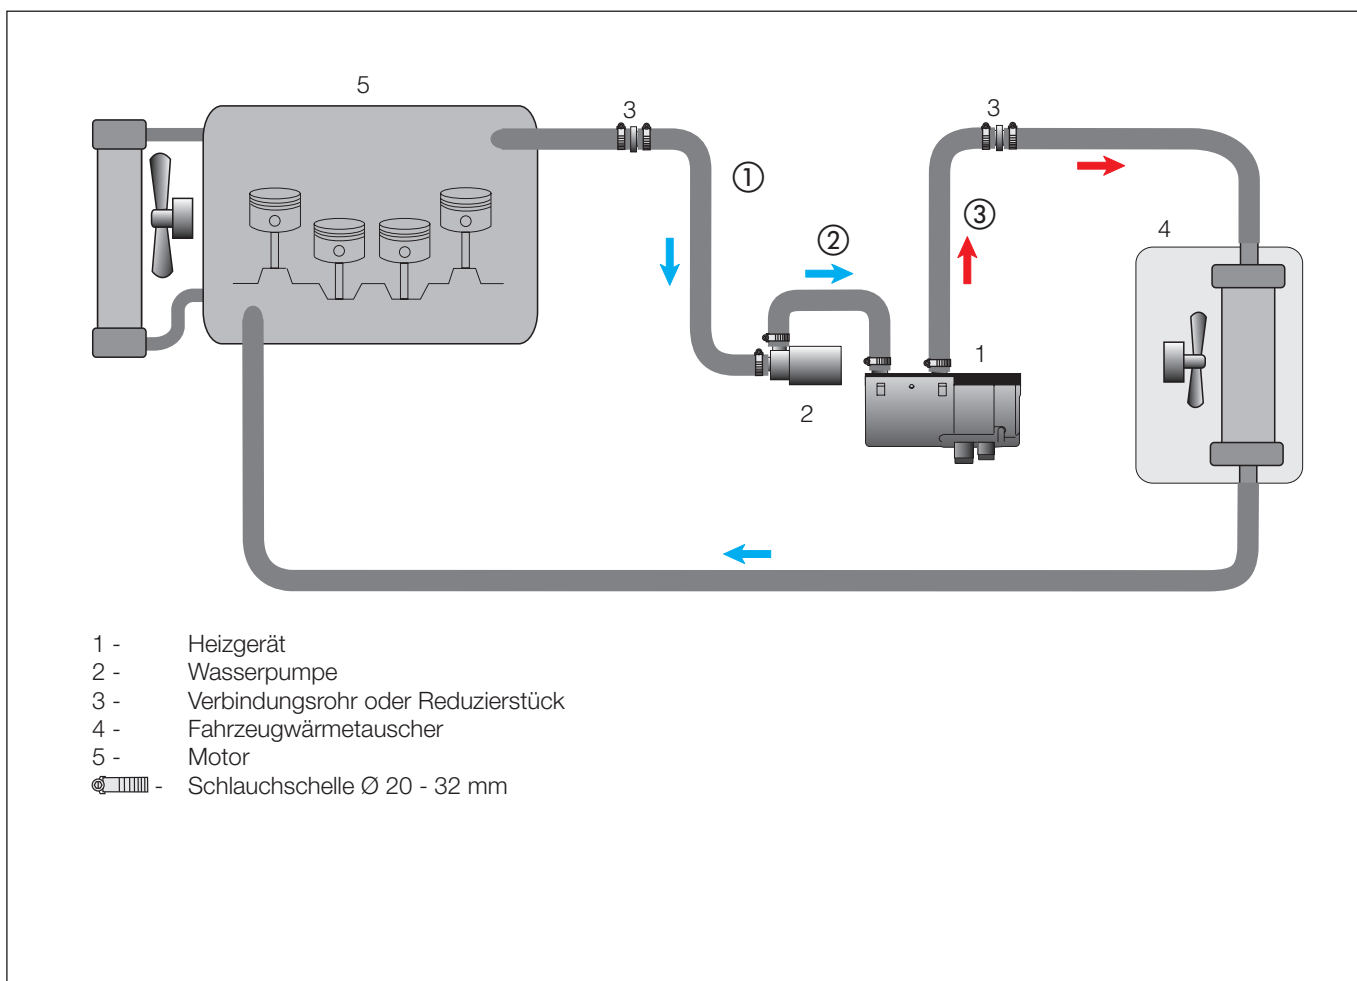 5
3
3
①
③
4
②
1
2
1 - Heizgerät
2 - Wasserpumpe
3 - Verbindungsrohr oder Reduzierstück
4 - Fahrzeugwärmetauscher
5 - Motor
- Schlauchschelle Ø 20 - 32 mm